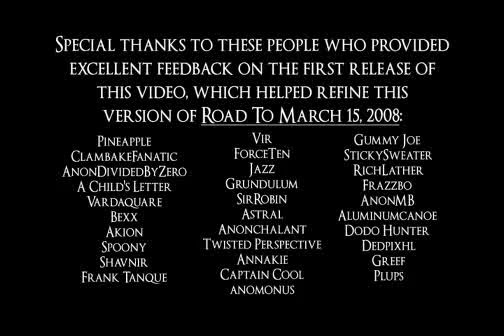 Special thanks to these people who provided
excellent feedback on the first release of
this video, which helped refine this
version of Road To March 15, 2008:
Pineapple
ClambakeFanatic
AnonDividedByZero
A Child's Letter
Vardaquare
Bexx
Akion
Spoony
Shavnir
Frank Tanque
Vir
ForceTen
Jazz
Grundulum
SirRobin
Astral
Anonchalant
Twisted Perspective
Annakie
Captain Cool
anomonus
Gummy Joe
StickySweater
RichLather
Frazzbo
AnonMB
Aluminumcanoe
Dodo Hunter
Dedpixhl
Greef
Plups